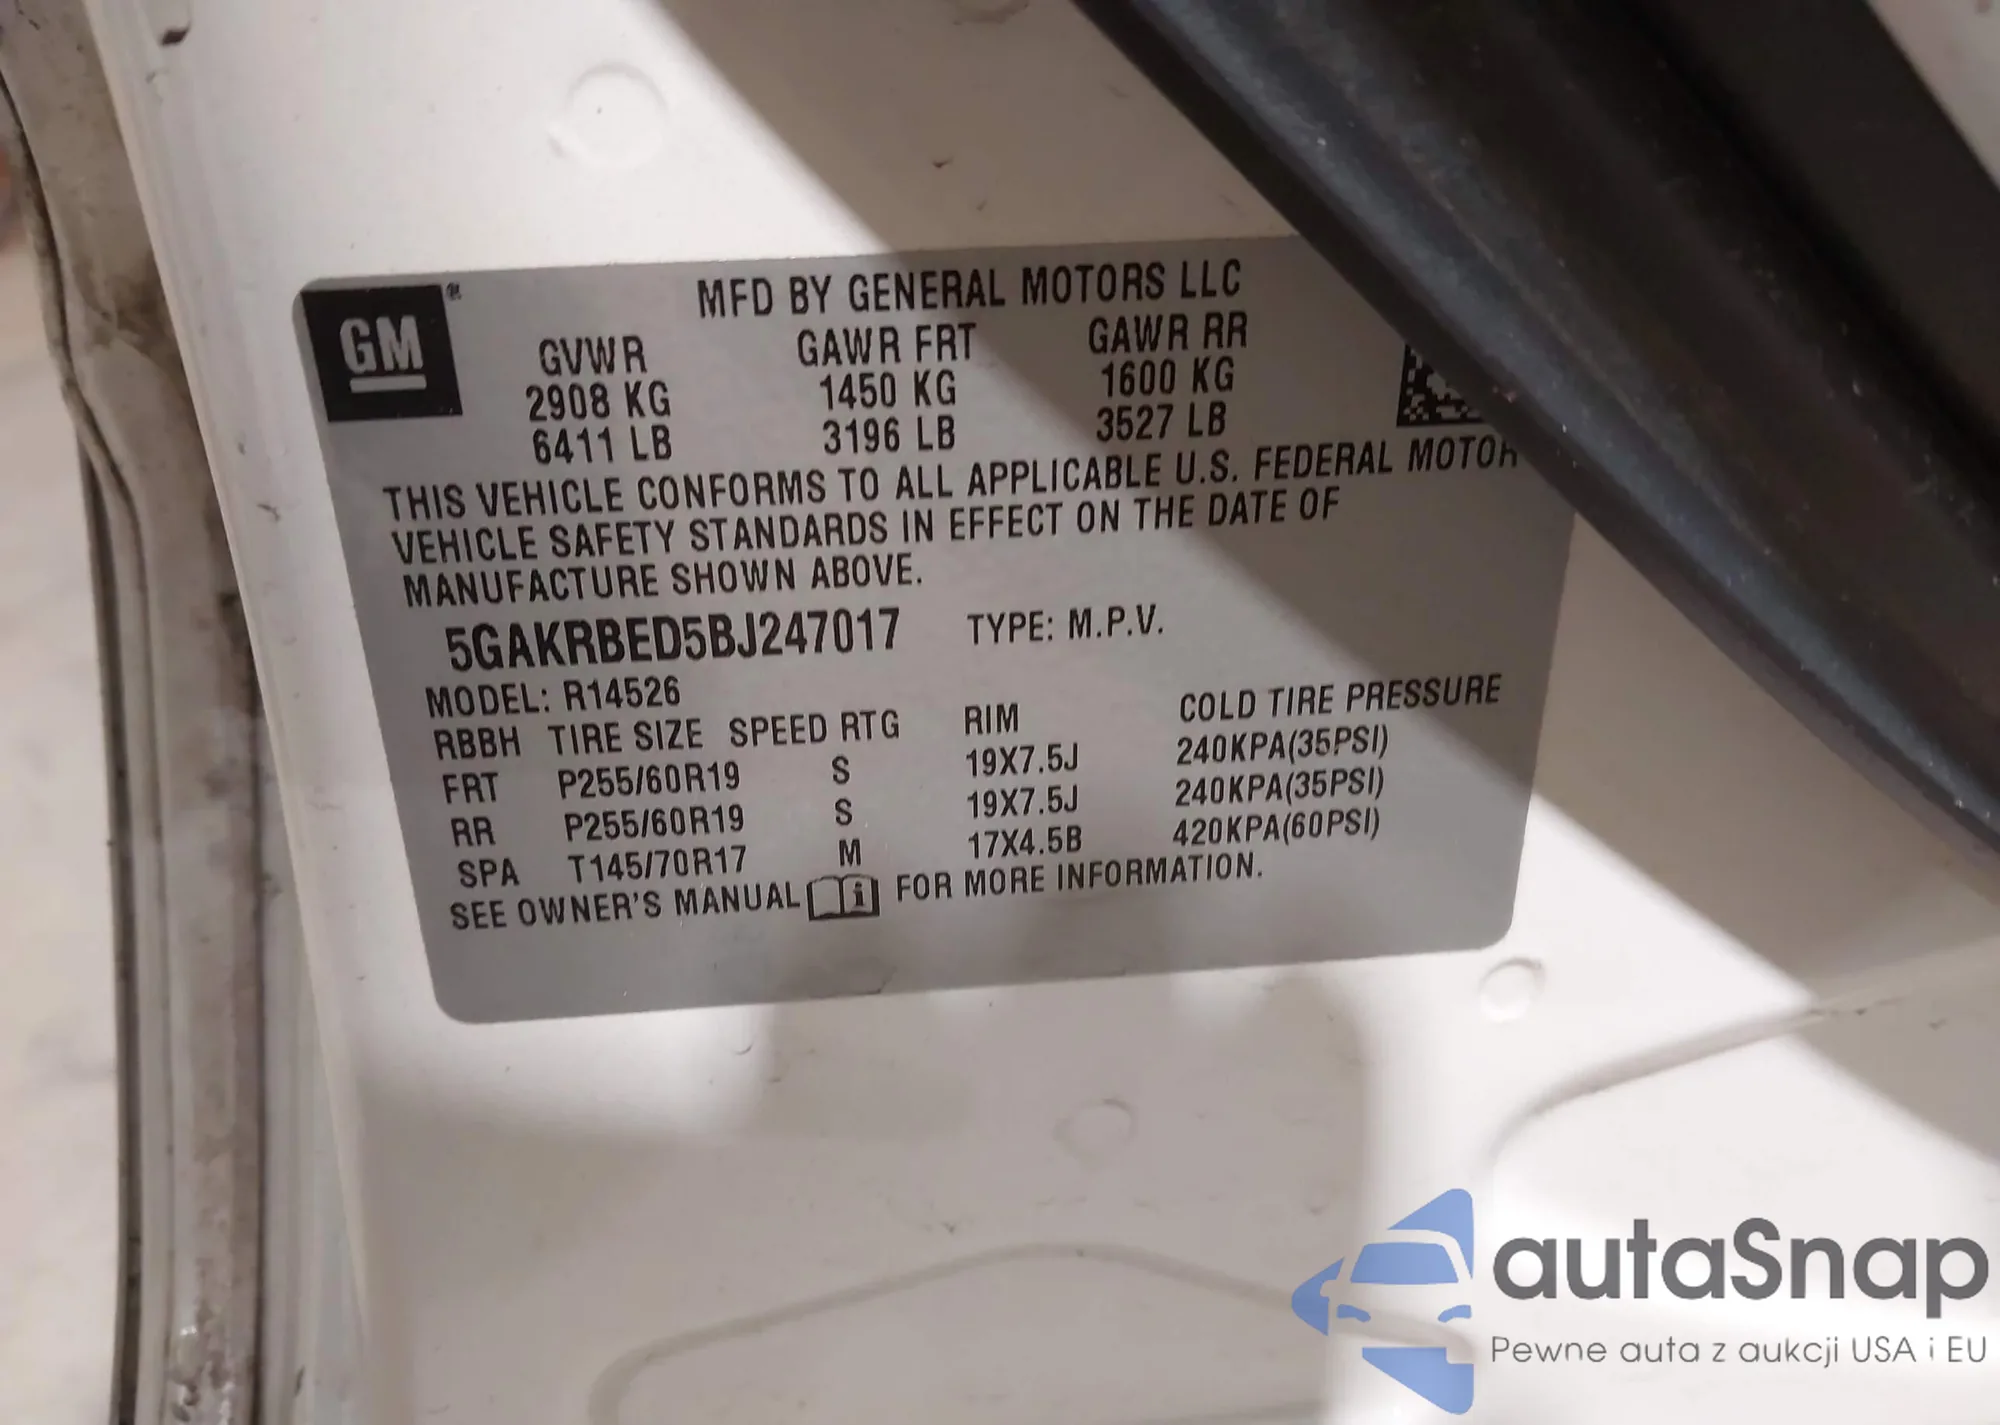 GM ®
MFD BY GENERAL MOTORS LLC
GVWR GAWR FRT GAWR RR
2908 KG 1450 KG 1600 KG
6411 LB 3196 LB 3527 LB
THIS VEHICLE CONFORMS TO ALL APPLICABLE U.S. FEDERAL MOTOR
VEHICLE SAFETY STANDARDS IN EFFECT ON THE DATE OF
MANUFACTURE SHOWN ABOVE.
5GAKRBED5BJ247017 TYPE: M.P.V.
MODEL: R14526
RBBH TIRE SIZE SPEED RTG RIM COLD TIRE PRESSURE
FRT P255/60R19 S 19X7.5J 240KPA(35PSI)
RR P255/60R19 S 19X7.5J 240KPA(35PSI)
SPA T145/70R17 M 17X4.5B 420KPA(60PSI)
SEE OWNER'S MANUAL i FOR MORE INFORMATION.
autaSnap
Pewne auta z aukcji USA i EU